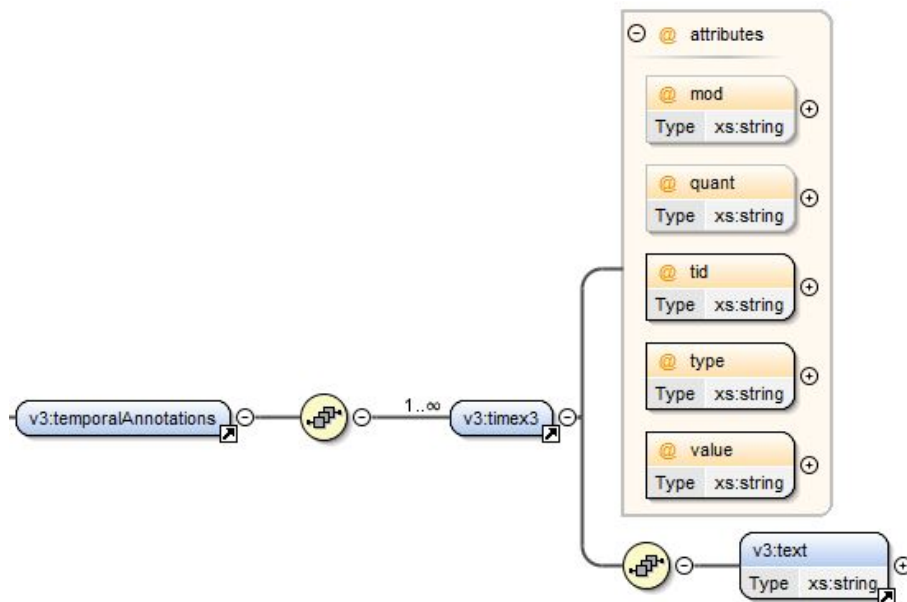 @ attributes
@ mod
Type xs:string
@ quant
Type xs:string
@ tid
Type xs:string
@ type
Type xs:string
v3:temporalAnnotations
1..∞
v3:timex3
@ value
Type xs:string
v3:text
Type xs:string